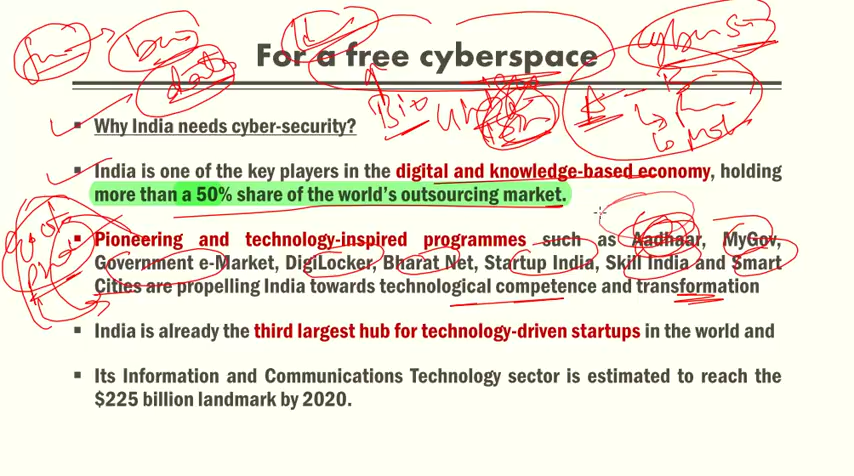 For a free cyberspace
Why India needs cyber-security?
India is one of the key players in the digital and knowledge-based economy, holding
more than a 50% share of the world's outsourcing market.
Pioneering and technology-inspired programmes such as Aadhaar, MyGov,
Government e-Market, DigiLocker, Bharat Net, Startup India, Skill India and Smart
Cities are propelling India towards technological competence and transformation
India is already the third largest hub for technology-driven startups in the world and
Its Information and Communications Technology sector is estimated to reach the
$225 billion landmark by 2020.
data
Bio